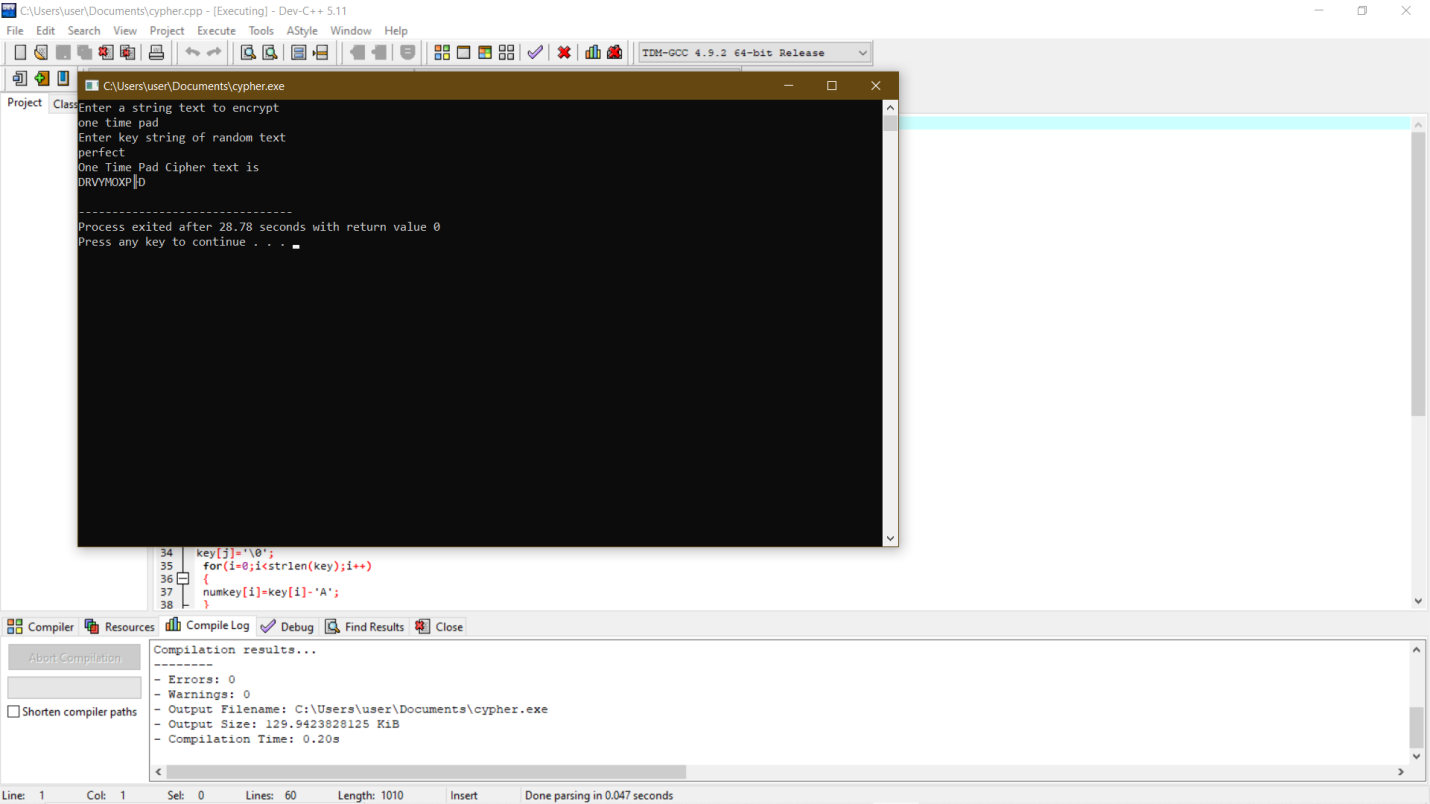 C:\Users\user\Documents\cypher.cpp - [Executing] - Dev-C++ 5.11
File Edit Search View Project Execute Tools AStyle Window Help
TDM-GCC 4.9.2 64-bit Release
C:\Users\user\Documents\cypher.exe
Project Clas
Enter a string text to encrypt
one time pad
Enter key string of random text
perfect
One Time Pad Cipher text is
DRVYMOXP╟D
--------------------------------
Process exited after 28.78 seconds with return value 0
Press any key to continue . . .
34 key[j]='\0';
35 for(i=0;i<strlen(key);i++)
36 {
37 numkey[i]=key[i]-'A';
38 }
Compiler Resources Compile Log Debug Find Results Close
Abort Compilation
Shorten compiler paths
Compilation results...
--------
- Errors: 0
- Warnings: 0
- Output Filename: C:\Users\user\Documents\cypher.exe
- Output Size: 129.9423828125 KiB
- Compilation Time: 0.20s
Line: 1 Col: 1 Sel: 0 Lines: 60 Length: 1010 Insert Done parsing in 0.047 seconds